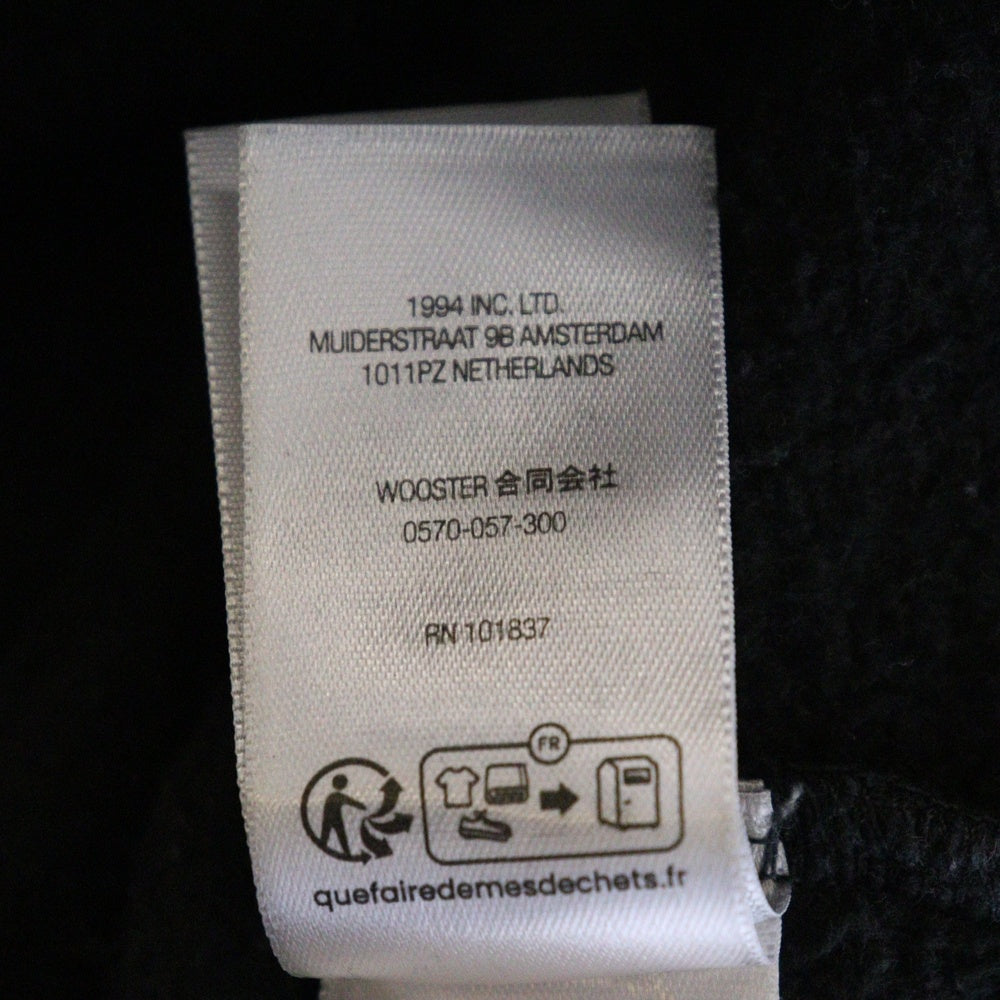 1994 INC. LTD.
MUIDERSTRAAT 9B AMSTERDAM
1011PZ NETHERLANDS
WOOSTER 合同会社
0570-057-300
RN 101837
FR
quefairedemesdechets.fr